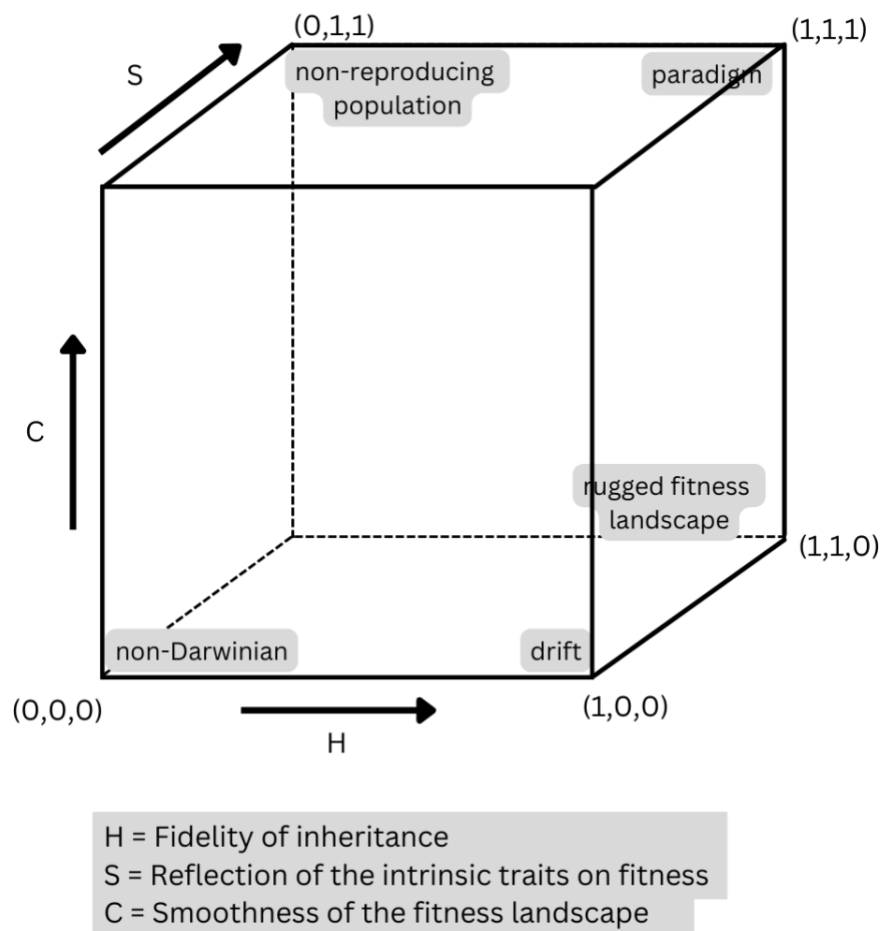 (0,1,1)
(1,1,1)
S
non-reproducing
population
paradigm
C
rugged fitness
landscape
(1,1,0)
non-Darwinian
drift
(0,0,0)
(1,0,0)
H
H = Fidelity of inheritance
S = Reflection of the intrinsic traits on fitness
C = Smoothness of the fitness landscape